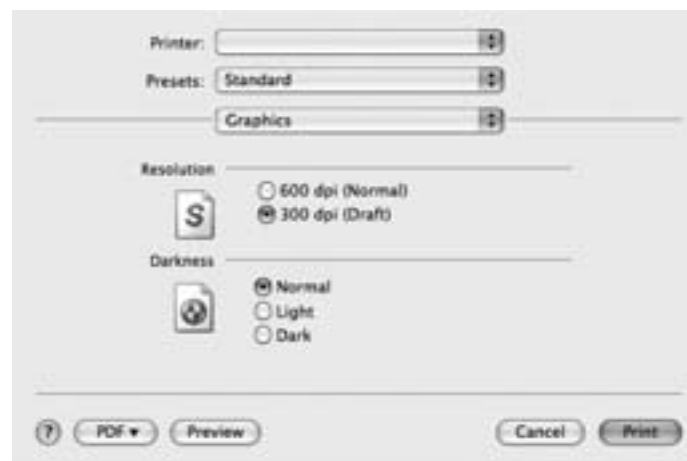 Printer:
Presets: Standard
Graphics
Resolution
600 dpi (Normal)
S
300 dpi (Draft)
Darkness
Normal
Light
Dark
? PDF ▾ Preview Cancel Print